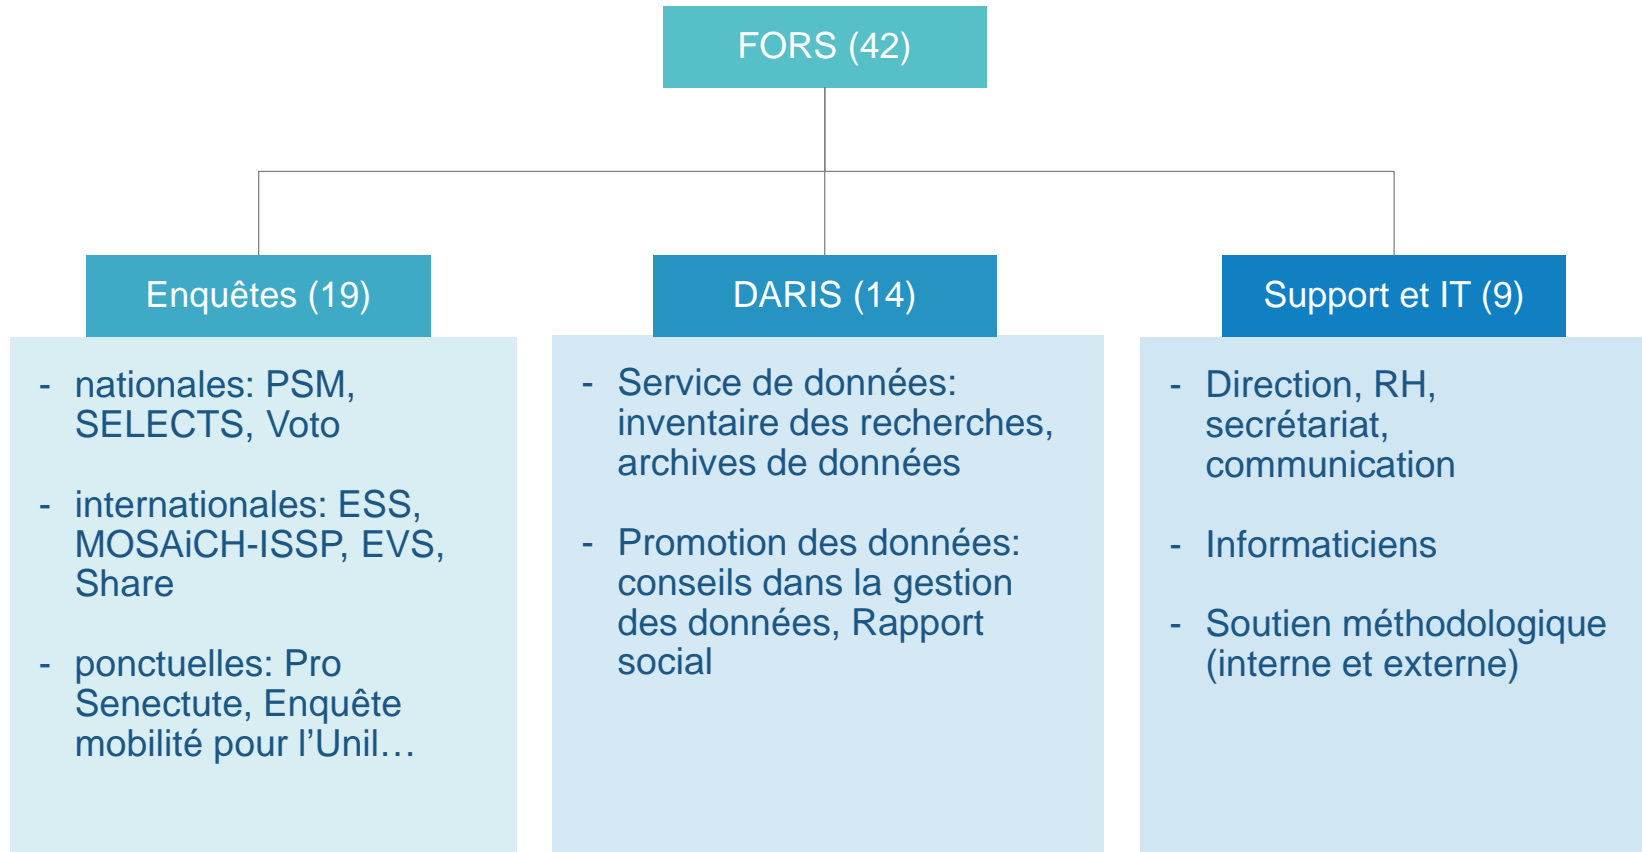 FORS (42)
Enquêtes (19)
- nationales: PSM,
SELECTS, Voto
- internationales: ESS,
MOSAiCH-ISSP, EVS,
Share
- ponctuelles: Pro
Senectute, Enquête
mobilité pour l’Unil…
DARIS (14)
- Service de données:
inventaire des recherches,
archives de données
- Promotion des données:
conseils dans la gestion
des données, Rapport
social
Support et IT (9)
- Direction, RH,
secrétariat,
communication
- Informaticiens
- Soutien méthodologique
(interne et externe)